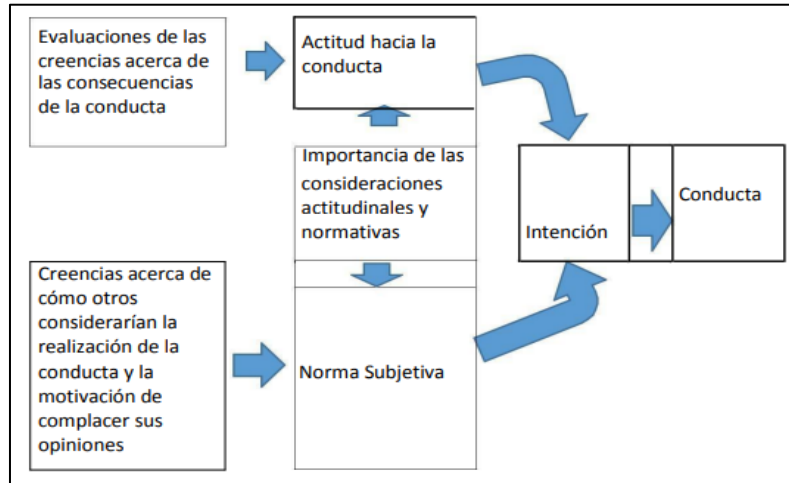 Evaluaciones de las
creencias acerca de
las consecuencias
de la conducta
Actitud hacia la
conducta
Importancia de las
consideraciones
actitudinales y
normativas
Intención
Conducta
Creencias acerca de
cómo otros
considerarían la
realización de la
conducta y la
motivación de
complacer sus
opiniones
Norma Subjetiva